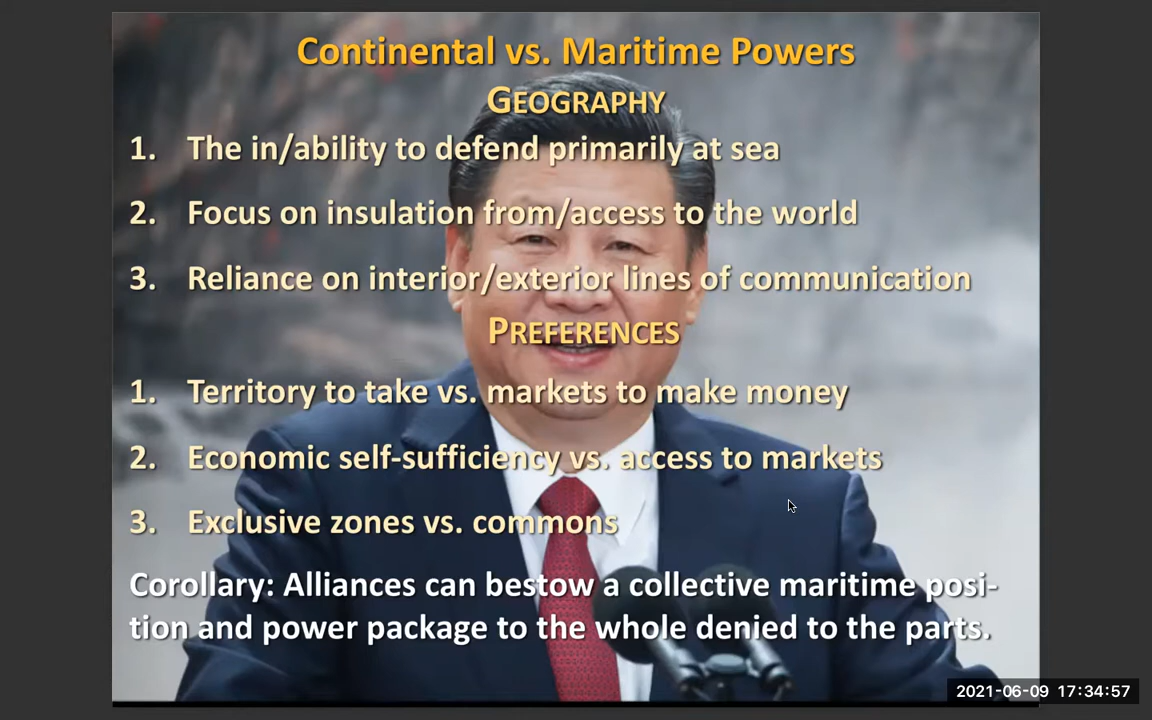 Continental vs. Maritime Powers
GEOGRAPHY
1. The in/ability to defend primarily at sea
2. Focus on insulation from/access to the world
3. Reliance on interior/exterior lines of communication
PREFERENCES
1. Territory to take vs. markets to make money
2. Economic self-sufficiency vs. access to markets
3. Exclusive zones vs. commons
Corollary: Alliances can bestow a collective maritime posi-
tion and power package to the whole denied to the parts.
2021-06-09 17:34:57